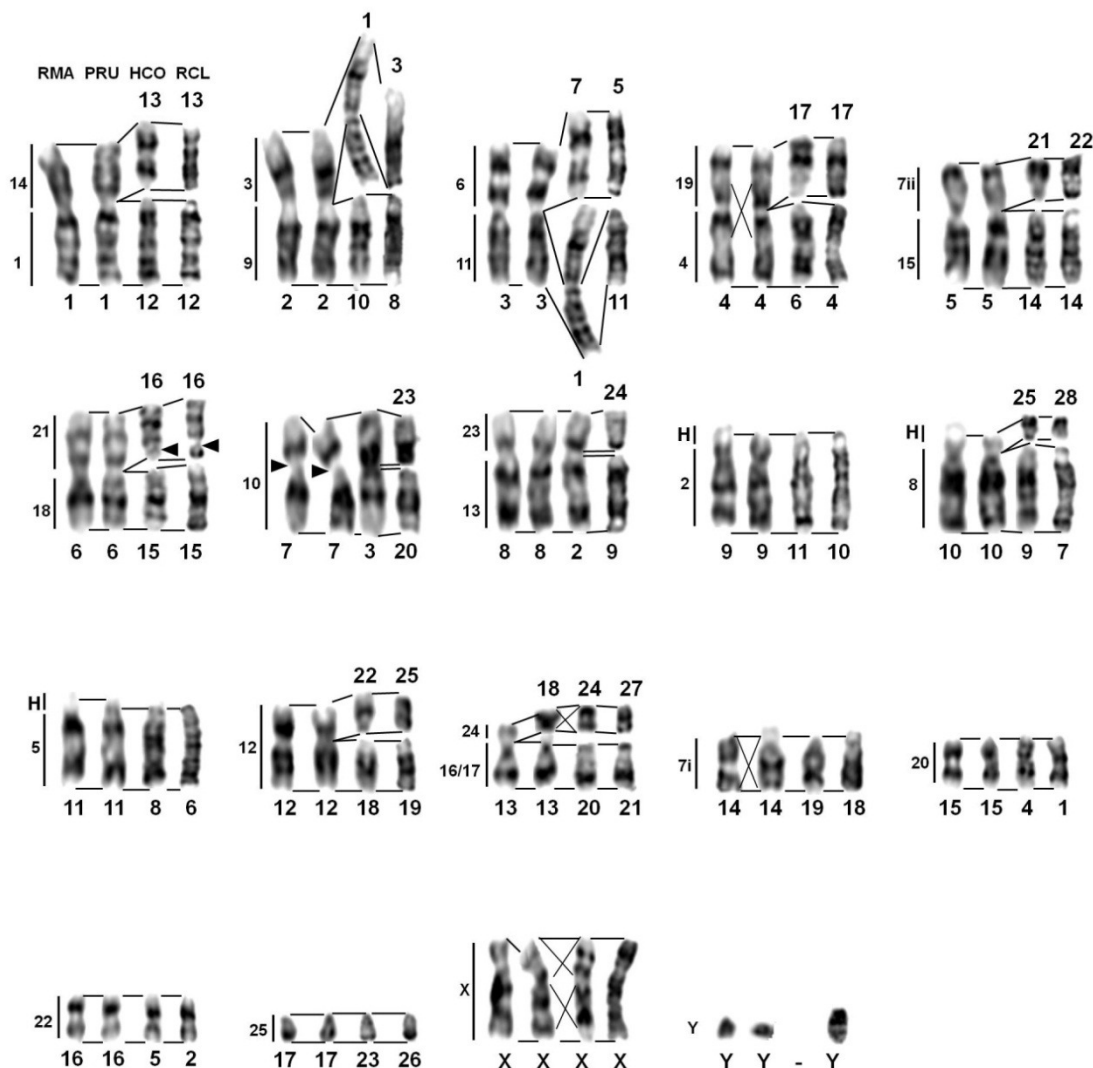 1
3
RMA PRU HCO RCL
13 13
7 5
17 17
21 22
14
1
3
9
6
11
19
4
7ii
15
1 1 12 12
2 2 10 8
3 3 11
4 4 6 4
5 5 14 14
1
16 16
23
24
25 28
21
18
10
23
13
H
2
H
8
6 6 15 15
7 7 3 20
8 8 2 9
9 9 11 10
10 10 9 7
22 25
18 24 27
H
5
12
24
16/17
7i
20
11 11 8 6
12 12 18 19
13 13 20 21
14 14 19 18
15 15 4 1
22
25
X
Y
16 16 5 2
17 17 23 26
X X X X
Y Y - Y